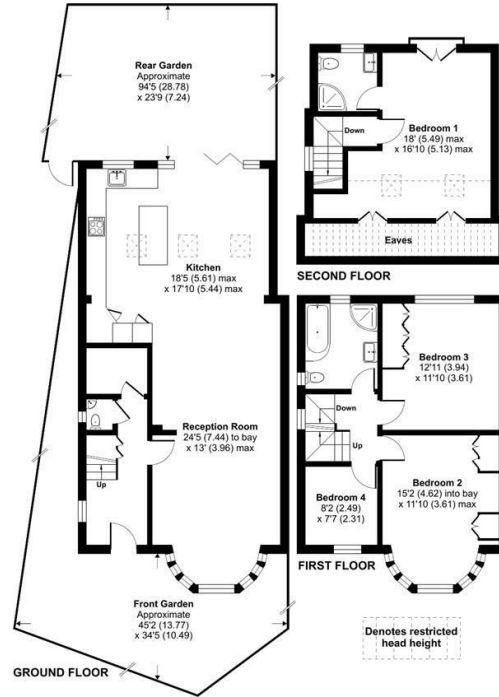 Rear Garden
Approximate
94'5 (28.78)
x 23'9 (7.24)
Kitchen
18'5 (5.61) max
x 17'10 (5.44) max
Reception Room
24'5 (7.44) to bay
x 13' (3.96) max
Up
Front Garden
Approximate
45'2 (13.77)
x 34'5 (10.49)
GROUND FLOOR
Down
Bedroom 1
18' (5.49) max
x 16'10 (5.13) max
Eaves
SECOND FLOOR
Bedroom 3
12'11 (3.94)
x 11'10 (3.61)
Down
Up
Bedroom 2
15'2 (4.62) into bay
x 11'10 (3.61) max
Bedroom 4
8'2 (2.49)
x 7'7 (2.31)
FIRST FLOOR
Denotes restricted
head height